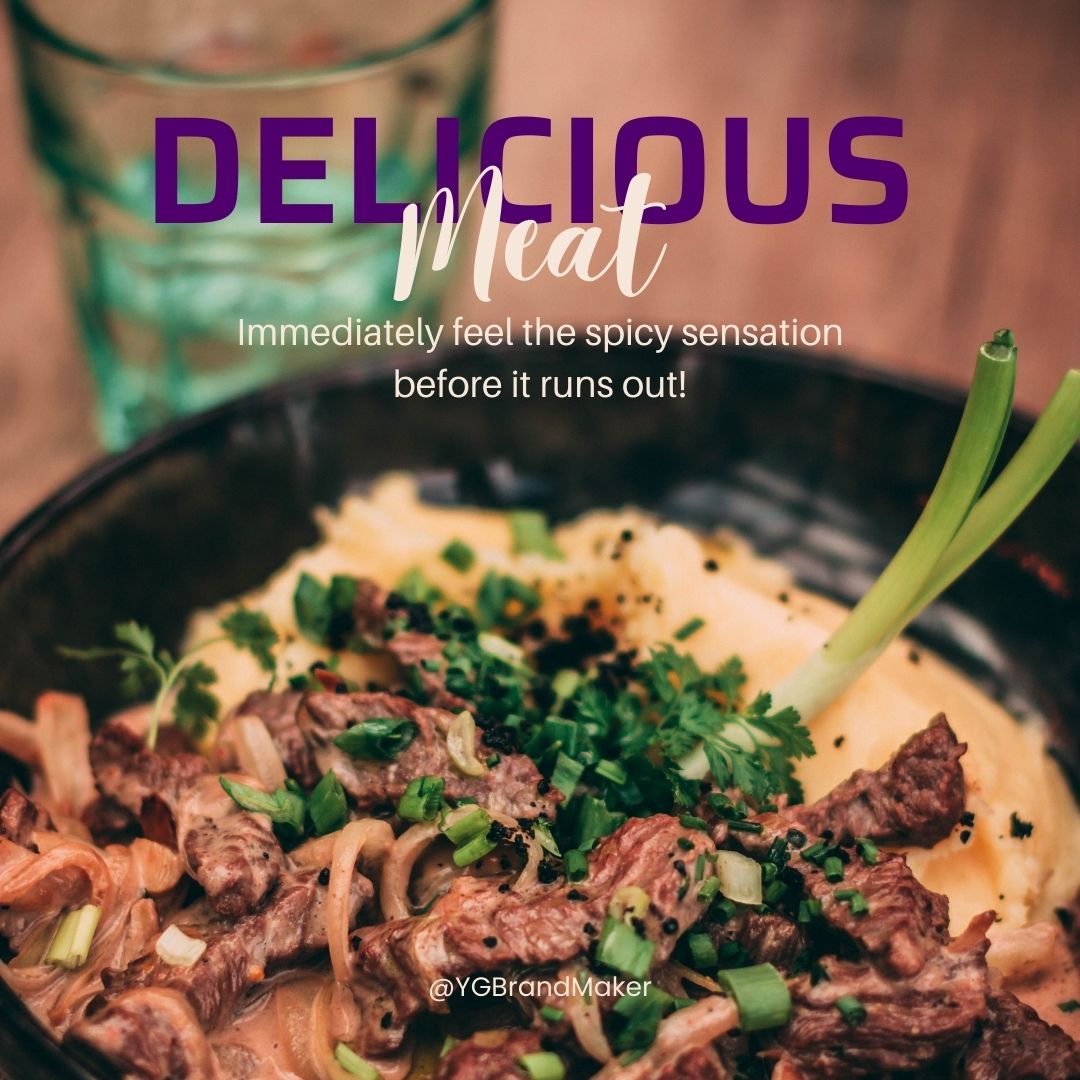 DELICIOUS
Meat
Immediately feel the spicy sensation
before it runs out!
@YGBrandMaker